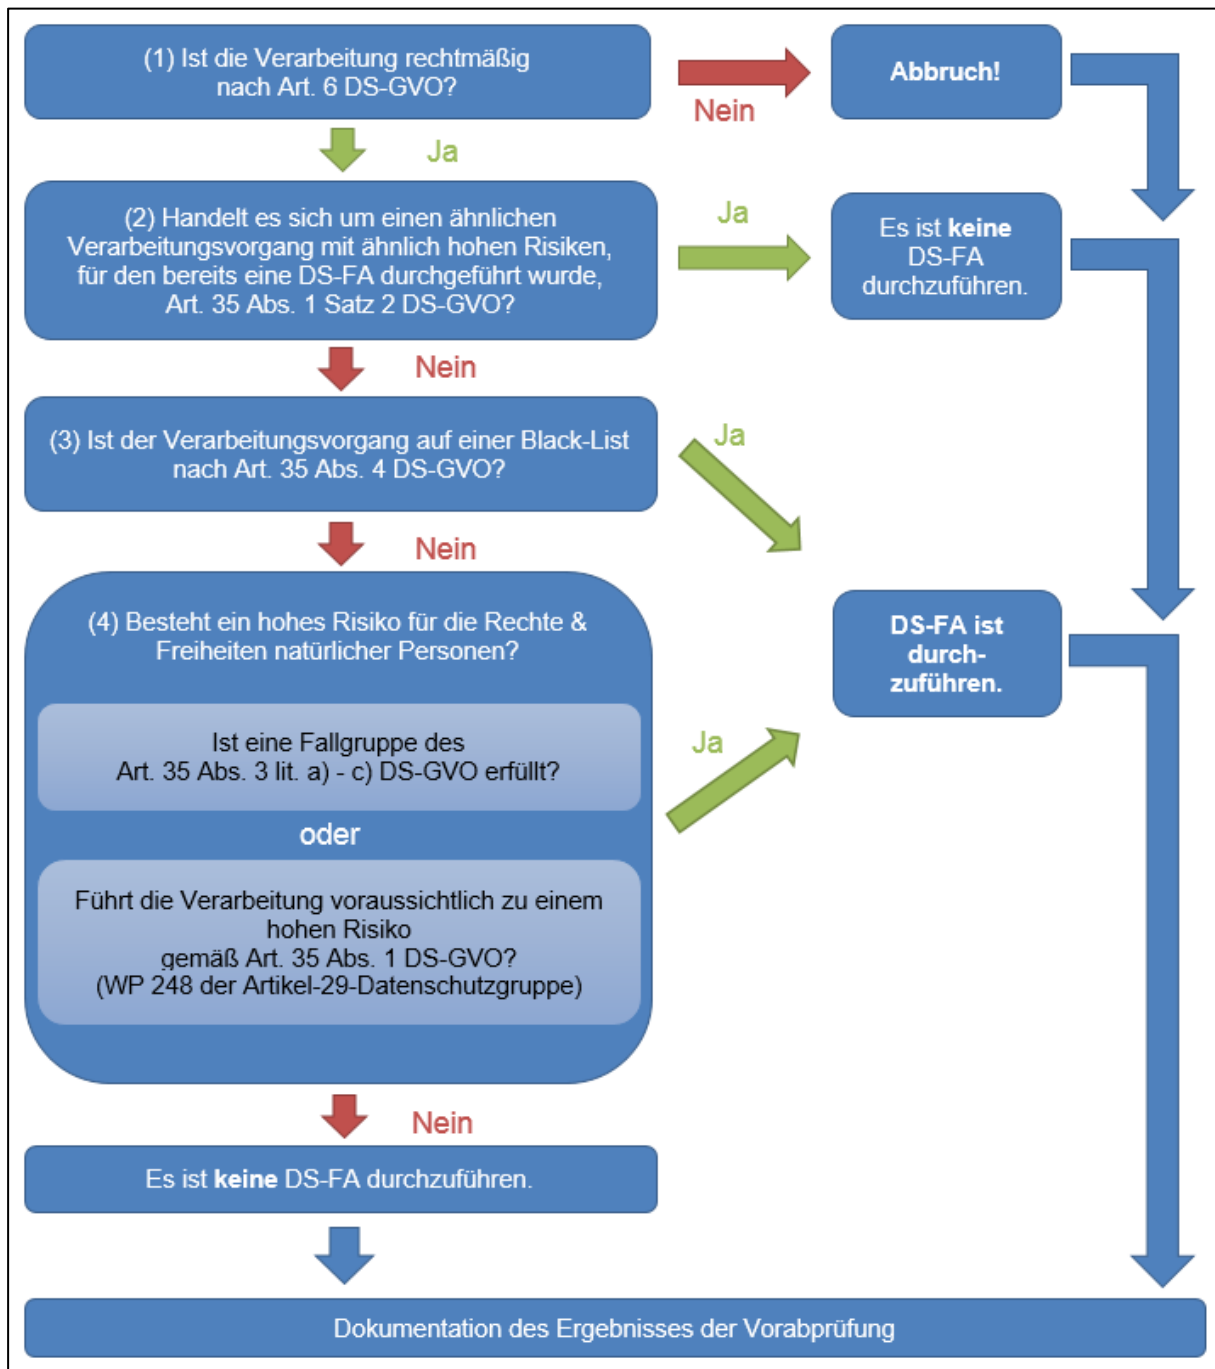 (1) Ist die Verarbeitung rechtmäßig
nach Art. 6 DS-GVO?
Nein
Abbruch!
Ja
(2) Handelt es sich um einen ähnlichen
Verarbeitungsvorgang mit ähnlich hohen Risiken,
für den bereits eine DS-FA durchgeführt wurde,
Art. 35 Abs. 1 Satz 2 DS-GVO?
Ja
Es ist keine
DS-FA
durchzuführen.
Nein
(3) Ist der Verarbeitungsvorgang auf einer Black-List
nach Art. 35 Abs. 4 DS-GVO?
Ja
Nein
(4) Besteht ein hohes Risiko für die Rechte &
Freiheiten natürlicher Personen?
DS-FA ist
durch-
zuführen.
Ist eine Fallgruppe des
Art. 35 Abs. 3 lit. a) - c) DS-GVO erfüllt?
Ja
oder
Führt die Verarbeitung voraussichtlich zu einem
hohen Risiko
gemäß Art. 35 Abs. 1 DS-GVO?
(WP 248 der Artikel-29-Datenschutzgruppe)
Nein
Es ist keine DS-FA durchzuführen.
Dokumentation des Ergebnisses der Vorabprüfung